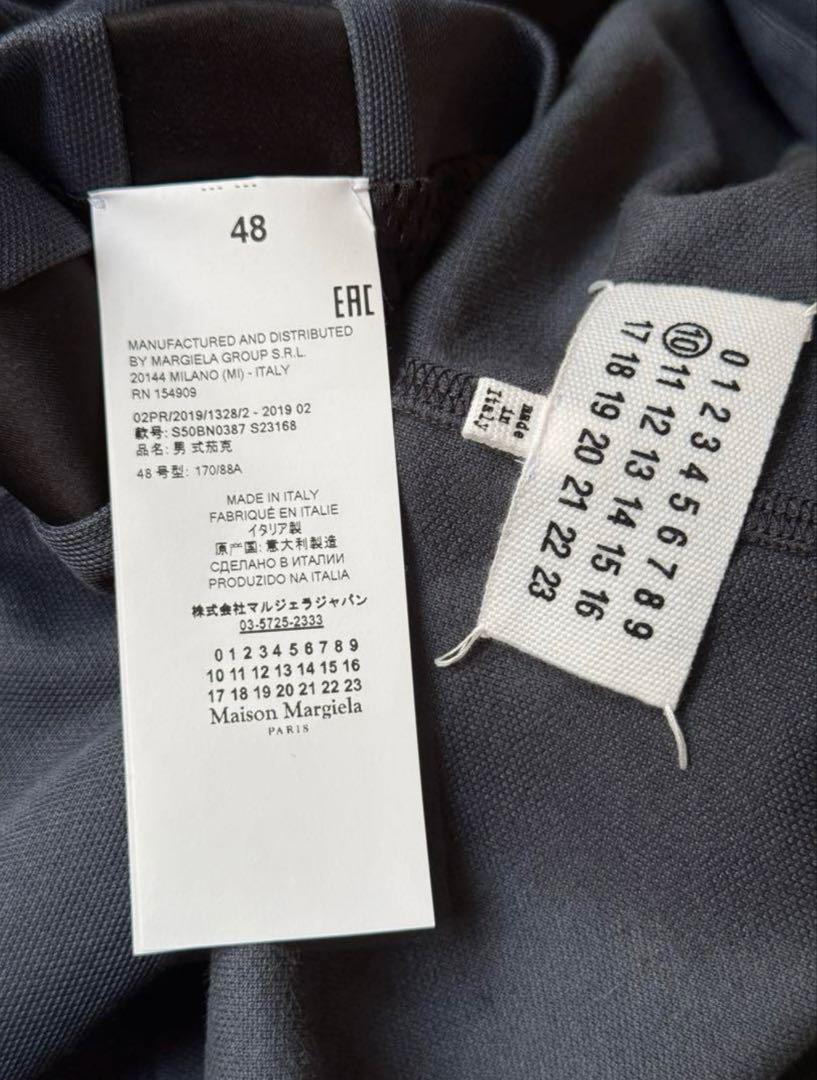 48
EAC
MANUFACTURED AND DISTRIBUTED
BY MARGIELA GROUP S.R.L.
20144 MILANO (MI) - ITALY
RN 154909
02PR/2019/1328/2 - 2019 02
款号: S50BN0387 S23168
品名: 男 式茄克
48 号型: 170/88A
MADE IN ITALY
FABRIQUÉ EN ITALIE
イタリア製
原产国: 意大利製造
СДЕЛАНО В ИТАЛИИ
PRODUZIDO NA ITALIA
株式会社マルジェラジャパン
03-5725-2333
0 1 2 3 4 5 6 7 8 9
10 11 12 13 14 15 16
17 18 19 20 21 22 23
Maison Margiela
PARIS
0 1 2 3 4 5 6 7 8 9
10 11 12 13 14 15 16
17 18 19 20 21 22 23
made
in
Italy